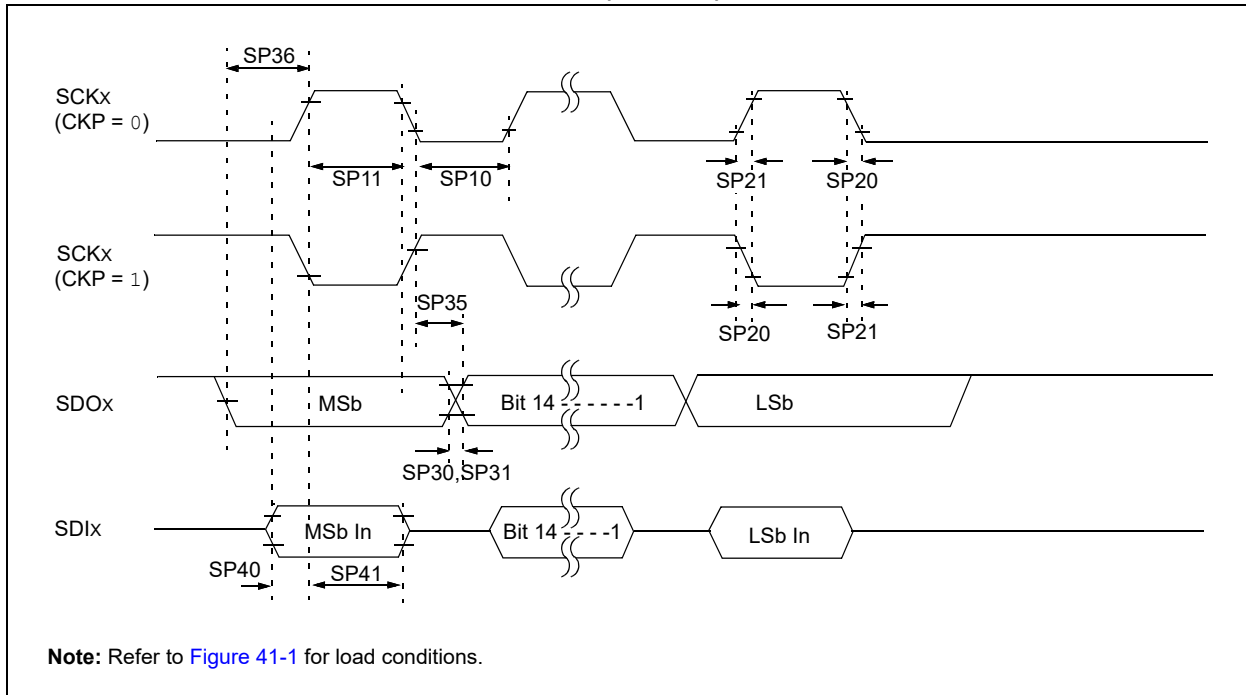 SP36
SCKx
(CKP = 0)
SP11
SP10
SP21
SP20
SCKx
(CKP = 1)
SP35
SP20
SP21
SDOx
MSb
Bit 14 - - - - - -1
LSb
SP30,SP31
SDIx
MSb In
Bit 14 - - - -1
LSb In
SP40
SP41
Note: Refer to Figure 41-1 for load conditions.